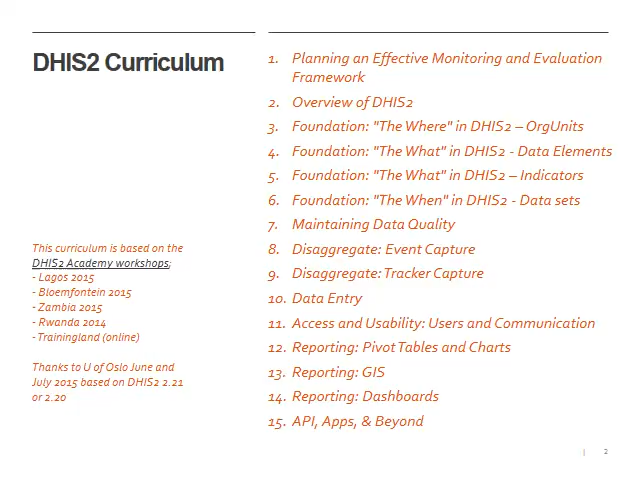 DHIS2 Curriculum
This curriculum is based on the
DHIS2 Academy workshops;
- Lagos 2015
- Bloemfontein 2015
- Zambia 2015
- Rwanda 2014
- Trainingland (online)
Thanks to U of Oslo June and
July 2015 based on DHIS2 2.21
or 2.20
1. Planning an Effective Monitoring and Evaluation
Framework
2. Overview of DHIS2
3. Foundation: "The Where" in DHIS2 – OrgUnits
4. Foundation: "The What" in DHIS2 - Data Elements
5. Foundation: "The What" in DHIS2 – Indicators
6. Foundation: "The When" in DHIS2 - Data sets
7. Maintaining Data Quality
8. Disaggregate: Event Capture
9. Disaggregate: Tracker Capture
10. Data Entry
11. Access and Usability: Users and Communication
12. Reporting: Pivot Tables and Charts
13. Reporting: GIS
14. Reporting: Dashboards
15. API, Apps, & Beyond
| 2